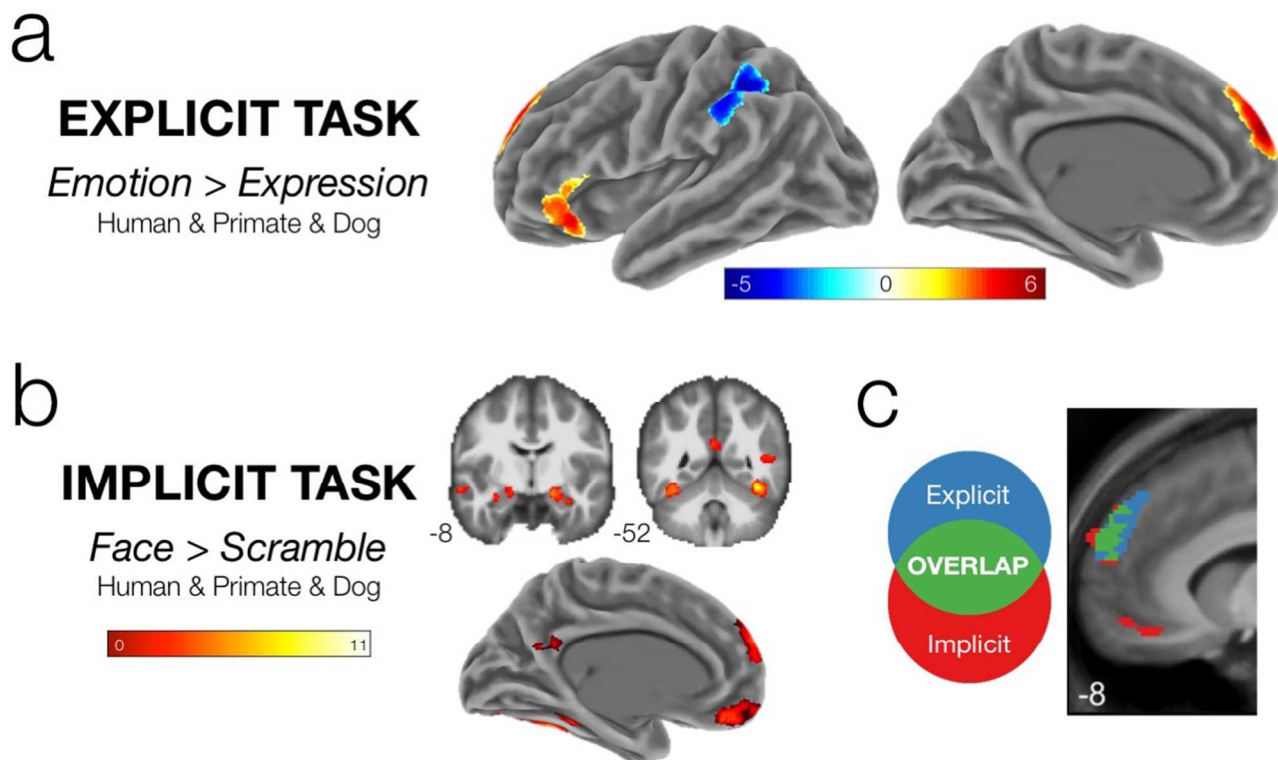 a
EXPLICIT TASK
Emotion > Expression
Human & Primate & Dog
-5 0 6
b
IMPLICIT TASK
Face > Scramble
Human & Primate & Dog
0 11
-8 -52
c
Explicit
OVERLAP
Implicit
-8